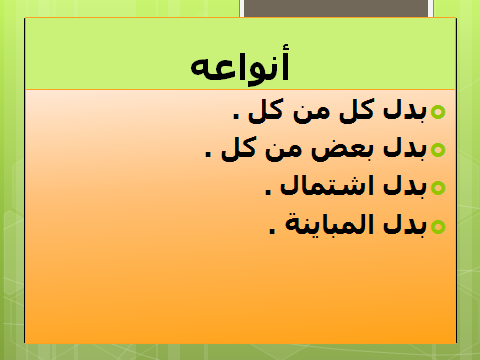 أنواعه
بدل كل من كل .
بدل بعض من كل .
بدل اشتمال .
بدل المباينة .